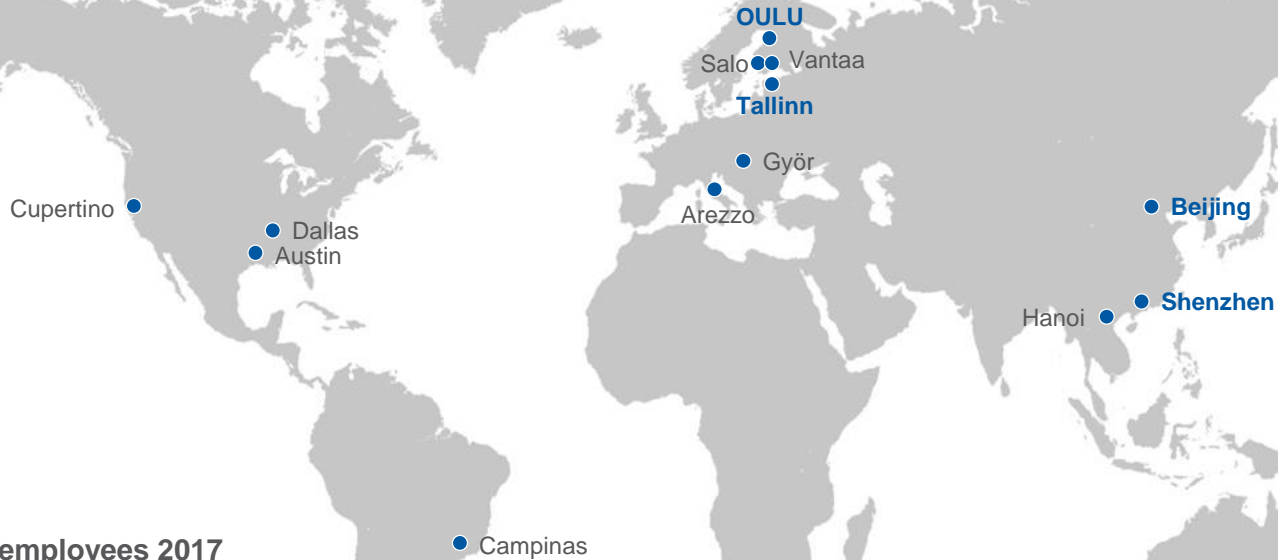 OULU
Salo
Vantaa
Tallinn
Györ
Arezzo
Cupertino
Dallas
Austin
Beijing
Shenzhen
Hanoi
Campinas
employees 2017